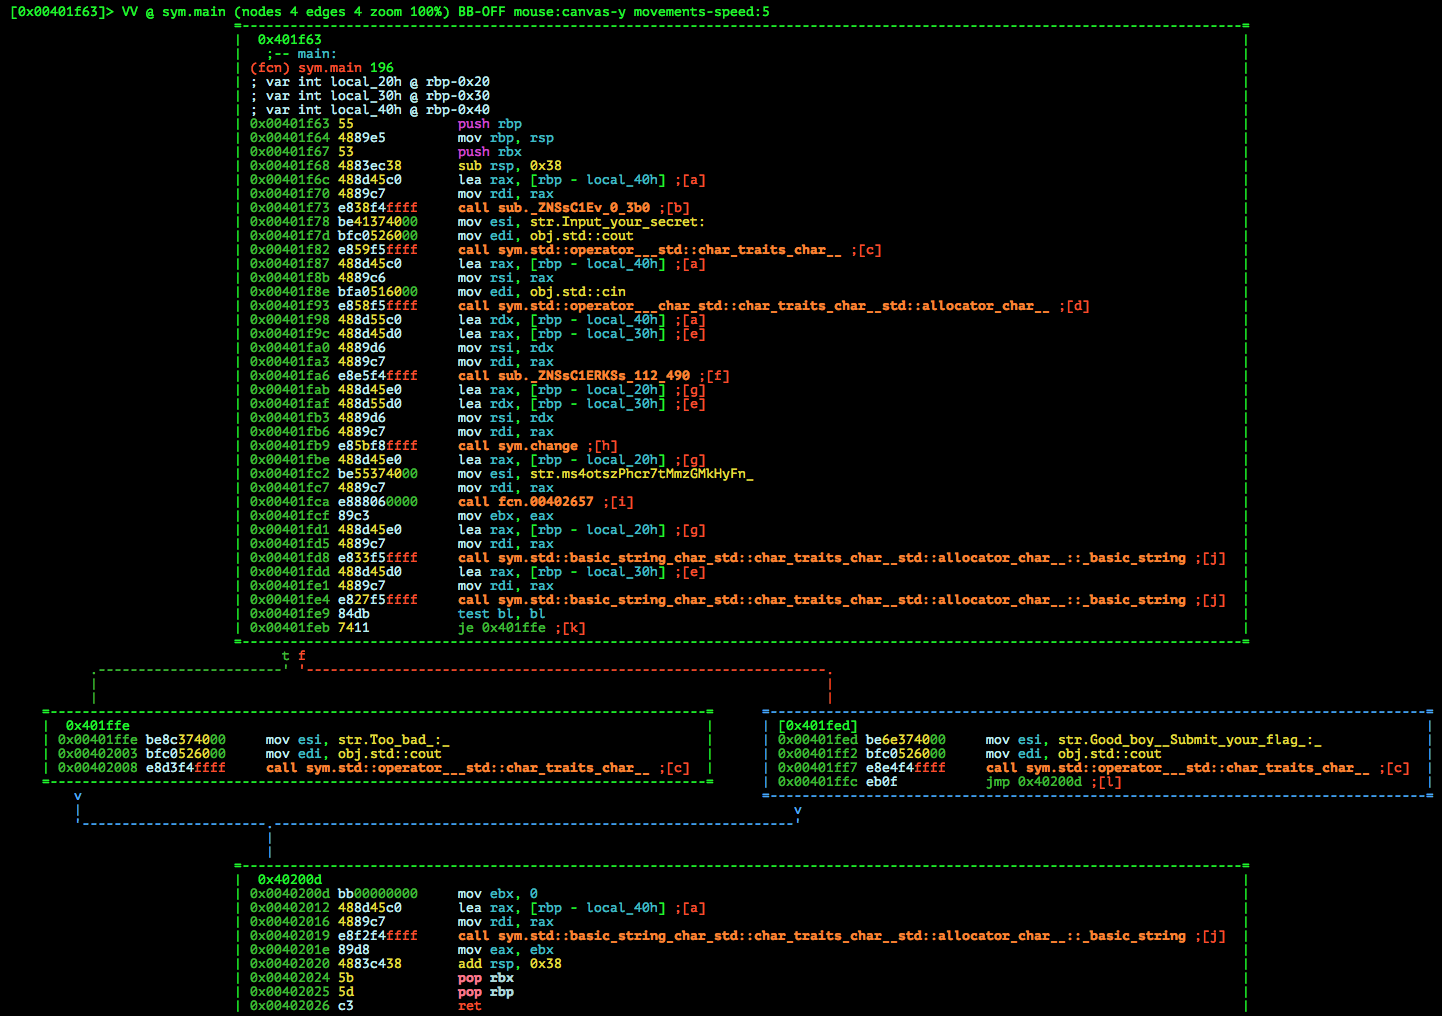 [0x00401f63]> VV @ sym.main (nodes 4 edges 4 zoom 100%) BB-OFF mouse:canvas-y movements-speed:5
0x401f63
;-- main:
(fcn) sym.main 196
; var int local_20h @ rbp-0x20
; var int local_30h @ rbp-0x30
; var int local_40h @ rbp-0x40
0x00401f63 55 push rbp
0x00401f64 4889e5 mov rbp, rsp
0x00401f67 53 push rbx
0x00401f68 4883ec38 sub rsp, 0x38
0x00401f6c 488d45c0 lea rax, [rbp - local_40h] ;[a]
0x00401f70 4889c7 mov rdi, rax
0x00401f73 e838f4ffff call sub._ZNSsC1Ev_0_3b0 ;[b]
0x00401f78 be41374000 mov esi, str.Input_your_secret:
0x00401f7d bfc0526000 mov edi, obj.std::cout
0x00401f82 e859f5ffff call sym.std::operator___std::char_traits_char__ ;[c]
0x00401f87 488d45c0 lea rax, [rbp - local_40h] ;[a]
0x00401f8b 4889c6 mov rsi, rax
0x00401f8e bfa0516000 mov edi, obj.std::cin
0x00401f93 e858f5ffff call sym.std::operator___char_std::char_traits_char__std::allocator_char__ ;[d]
0x00401f98 488d55c0 lea rdx, [rbp - local_40h] ;[a]
0x00401f9c 488d45d0 lea rax, [rbp - local_30h] ;[e]
0x00401fa0 4889d6 mov rsi, rdx
0x00401fa3 4889c7 mov rdi, rax
0x00401fa6 e8e5f4ffff call sub._ZNSsC1ERKSs_112_490 ;[f]
0x00401fab 488d45e0 lea rax, [rbp - local_20h] ;[g]
0x00401faf 488d55d0 lea rdx, [rbp - local_30h] ;[e]
0x00401fb3 4889d6 mov rsi, rdx
0x00401fb6 4889c7 mov rdi, rax
0x00401fb9 e85bf8ffff call sym.change ;[h]
0x00401fbe 488d45e0 lea rax, [rbp - local_20h] ;[g]
0x00401fc2 be55374000 mov esi, str.ms4otszPhcr7tMmzGMkHyFn_
0x00401fc7 4889c7 mov rdi, rax
0x00401fca e888060000 call fcn.00402657 ;[i]
0x00401fcf 89c3 mov ebx, eax
0x00401fd1 488d45e0 lea rax, [rbp - local_20h] ;[g]
0x00401fd5 4889c7 mov rdi, rax
0x00401fd8 e833f5ffff call sym.std::basic_string_char_std::char_traits_char__std::allocator_char__::_basic_string ;[j]
0x00401fdd 488d45d0 lea rax, [rbp - local_30h] ;[e]
0x00401fe1 4889c7 mov rdi, rax
0x00401fe4 e827f5ffff call sym.std::basic_string_char_std::char_traits_char__std::allocator_char__::_basic_string ;[j]
0x00401fe9 84db test bl, bl
0x00401feb 7411 je 0x401ffe ;[k]
t f
0x401ffe
0x00401ffe be8c374000 mov esi, str.Too_bad_:_
0x00402003 bfc0526000 mov edi, obj.std::cout
0x00402008 e8d3f4ffff call sym.std::operator___std::char_traits_char__ ;[c]
v
[0x401fed]
0x00401fed be6e374000 mov esi, str.Good_boy__Submit_your_flag_:_
0x00401ff2 bfc0526000 mov edi, obj.std::cout
0x00401ff7 e8e4f4ffff call sym.std::operator___std::char_traits_char__ ;[c]
0x00401ffc eb0f jmp 0x40200d ;[l]
v
0x40200d
0x0040200d bb00000000 mov ebx, 0
0x00402012 488d45c0 lea rax, [rbp - local_40h] ;[a]
0x00402016 4889c7 mov rdi, rax
0x00402019 e8f2f4ffff call sym.std::basic_string_char_std::char_traits_char__std::allocator_char__::_basic_string ;[j]
0x0040201e 89d8 mov eax, ebx
0x00402020 4883c438 add rsp, 0x38
0x00402024 5b pop rbx
0x00402025 5d pop rbp
0x00402026 c3 ret